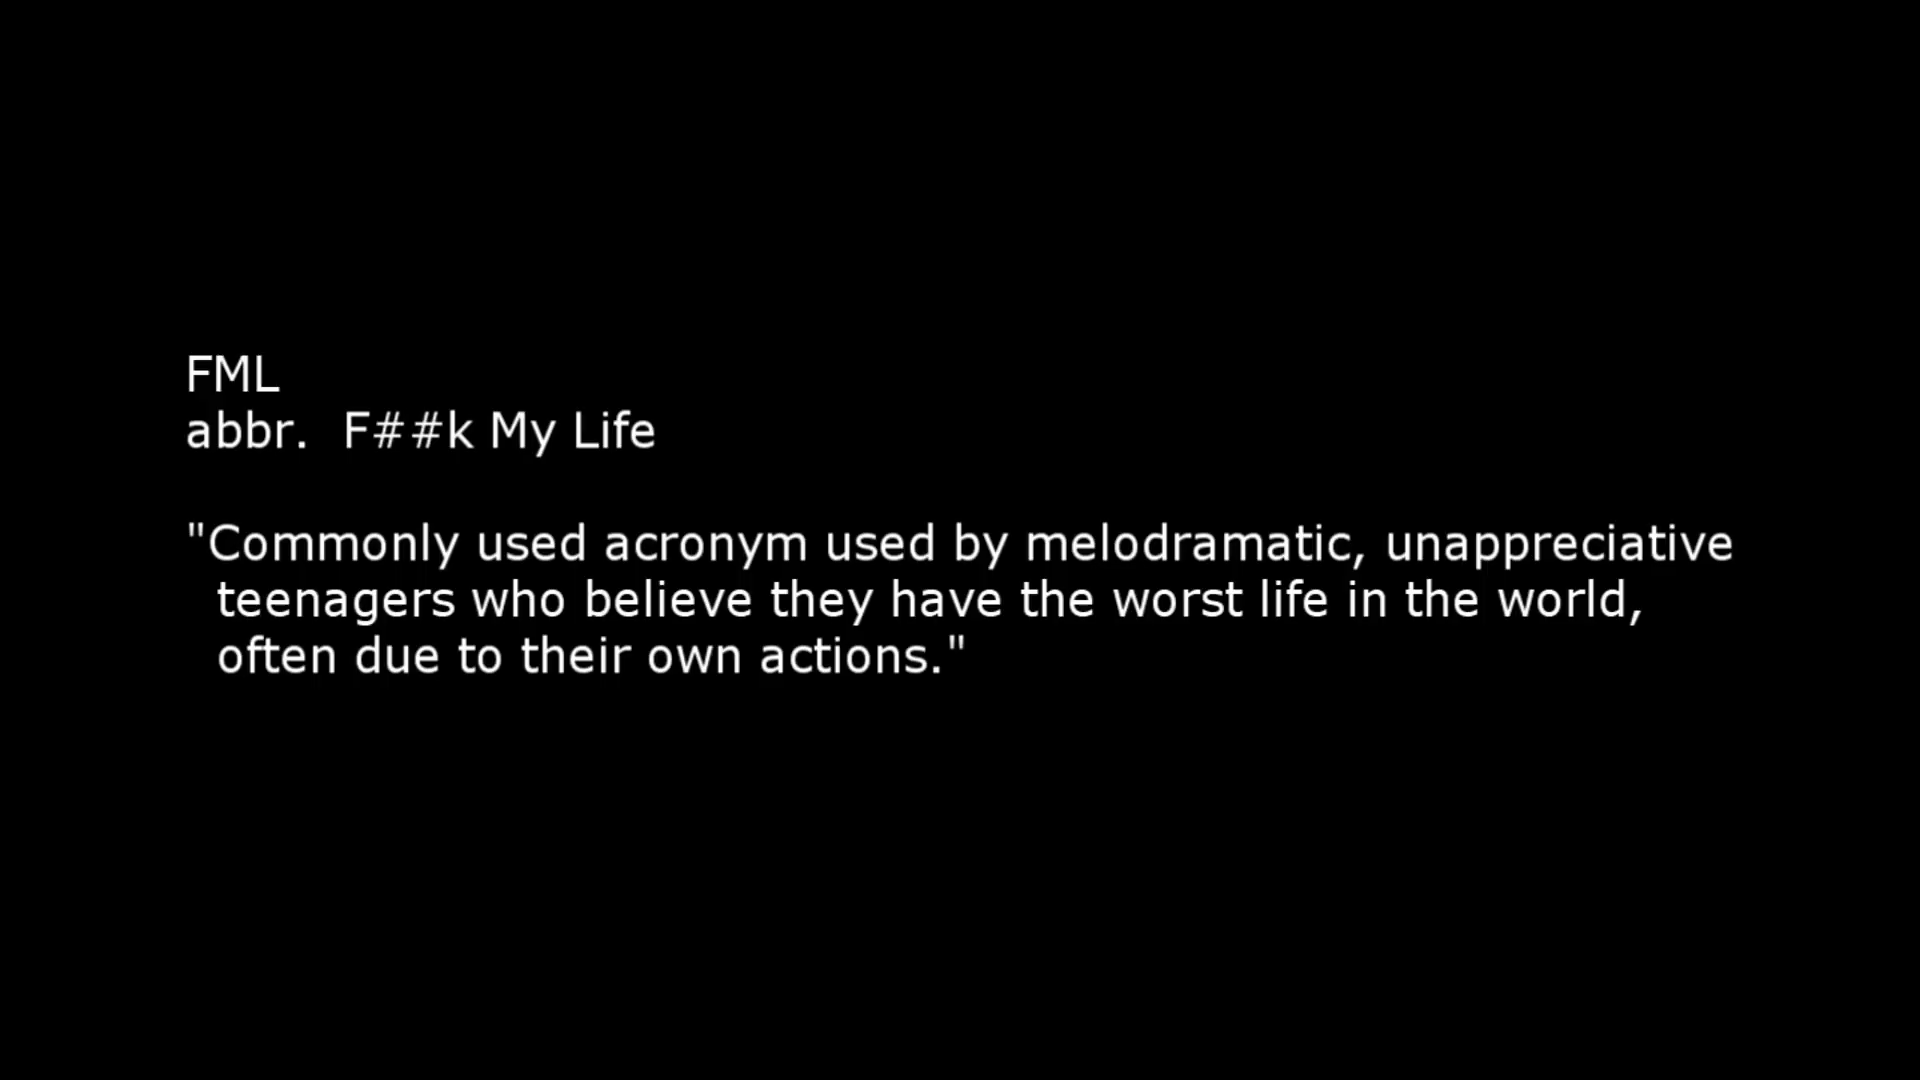 FML
abbr.  F##k My Life
"Commonly used acronym used by melodramatic, unappreciative
teenagers who believe they have the worst life in the world,
often due to their own actions."